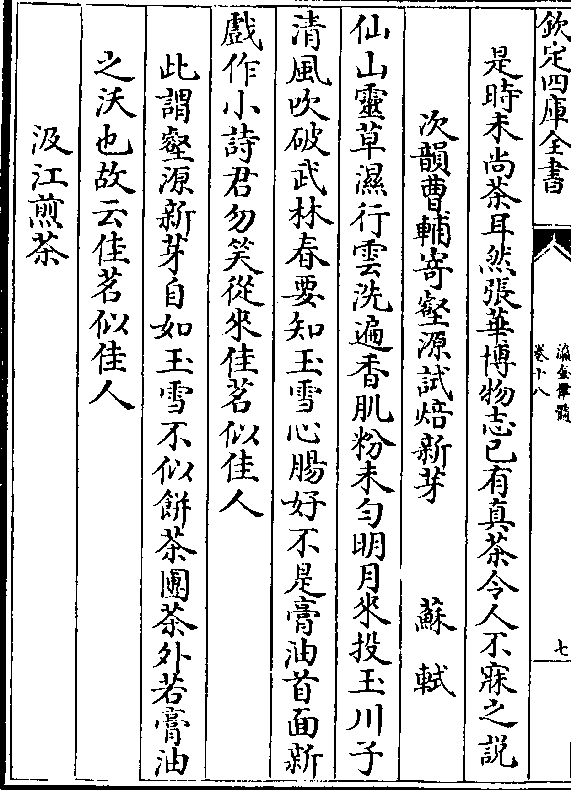 欽定四庫全書
瀛奎律髓
卷十八
七
是時未尚茶耳然張華博物志已有真茶令人不寐之説
次韻曹輔寄壑源試焙新芽 蘇軾
仙山靈草濕行雲洗遍香肌粉未勻明月來投玉川子
清風吹破武林春要知玉雪心腸好不是膏油首面新
戲作小詩君勿笑從來佳茗似佳人
此謂壑源新芽自如玉雪不似餅茶團茶外若膏油
之沃也故云佳茗似佳人
汲江煎茶